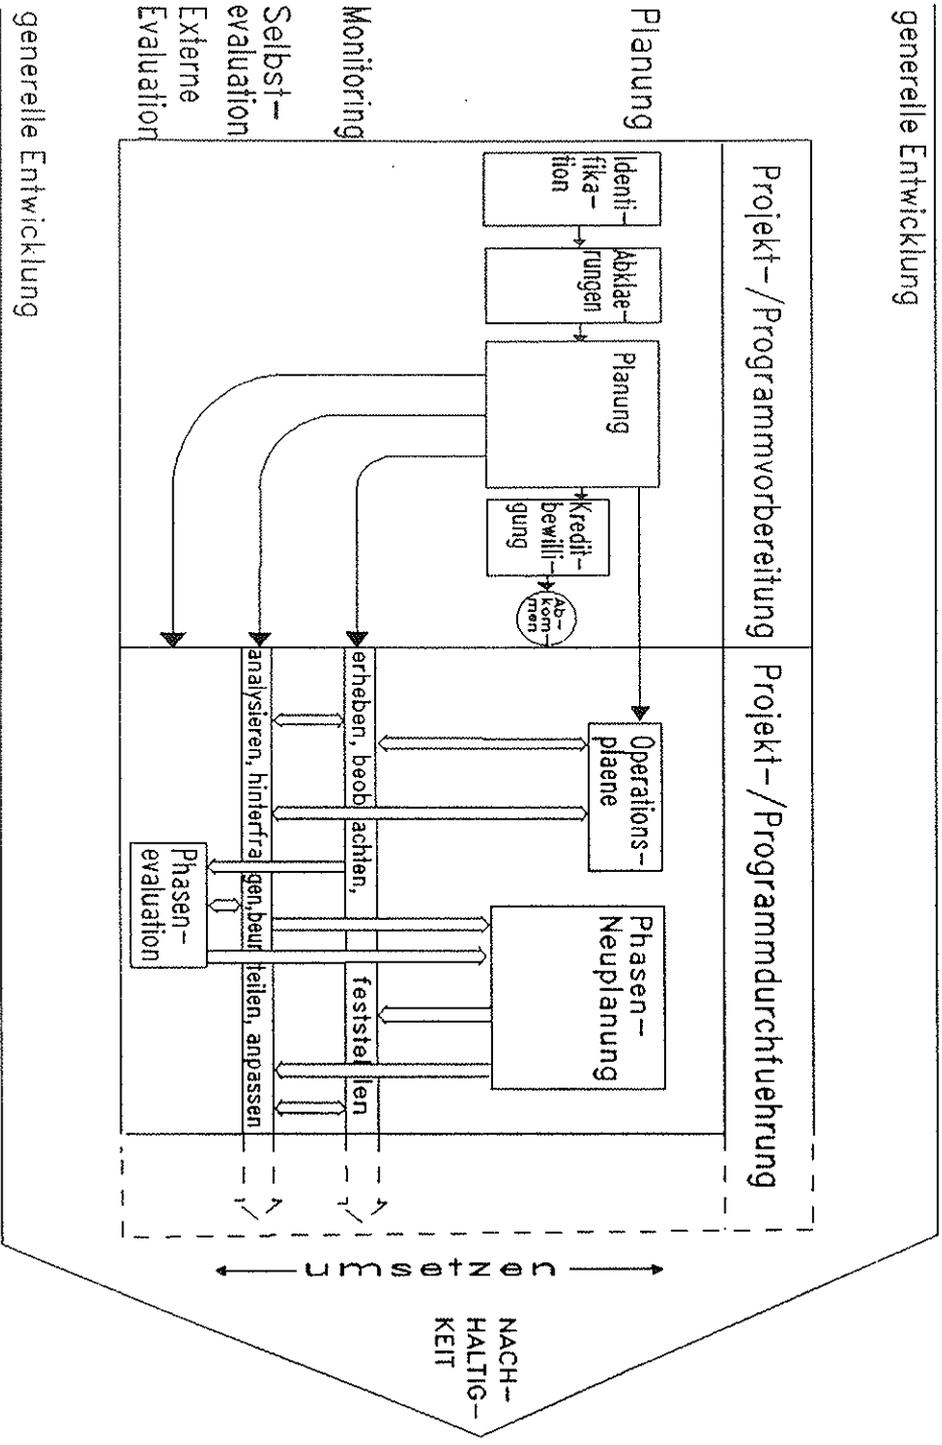 generelle Entwicklung
Projekt-/Programmvorbereitung
Projekt-/Programmdurchfuehrung
Planung
Identi-
fika-
tion
Abklae-
rungen
Planung
Kredit-
bewilli-
gung
Ab-
kom-
men
Operations-
plaene
Phasen-
Neuplanung
Monitoring
erheben, beobachten, feststellen
Selbst-
evaluation
analysieren, hinterfragen, beurteilen, anpassen
Externe
Evaluation
Phasen-
evaluation
umsetzen
NACH-
HALTIG-
KEIT
generelle Entwicklung